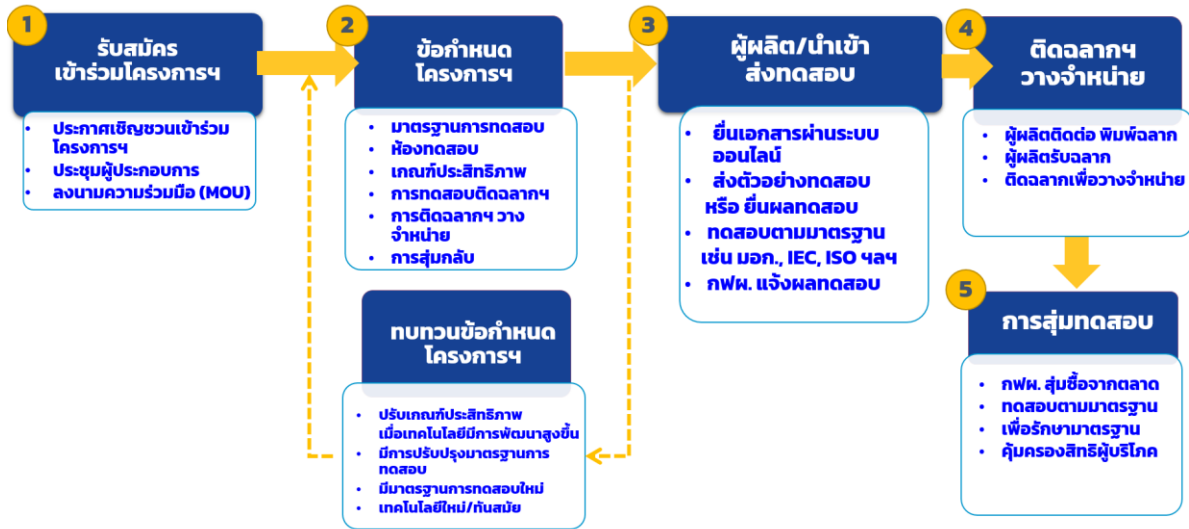 1
รับสมัคร
เข้าร่วมโครงการฯ
• ประกาศเชิญชวนเข้าร่วม
โครงการฯ
• ประชุมผู้ประกอบการ
• ลงนามความร่วมมือ (MOU)
2
ข้อกำหนด
โครงการฯ
• มาตรฐานการทดสอบ
• ห้องทดสอบ
• เกณฑ์ประสิทธิภาพ
• การทดสอบติดฉลากฯ
• การติดฉลากฯ วาง
จำหน่าย
• การสุ่มกลับ
ทบทวนข้อกำหนด
โครงการฯ
• ปรับเกณฑ์ประสิทธิภาพ
เมื่อเทคโนโลยีมีการพัฒนาสูงขึ้น
• มีการปรับปรุงมาตรฐานการ
ทดสอบ
• มีมาตรฐานการทดสอบใหม่
• เทคโนโลยีใหม่/ทันสมัย
3
ผู้ผลิต/นำเข้า
ส่งทดสอบ
• ยื่นเอกสารผ่านระบบ
ออนไลน์
• ส่งตัวอย่างทดสอบ
หรือ ยื่นผลทดสอบ
• ทดสอบตามมาตรฐาน
เช่น มอก., IEC, ISO ฯลฯ
• กฟผ. แจ้งผลทดสอบ
4
ติดฉลากฯ
วางจำหน่าย
• ผู้ผลิตติดต่อ พิมพ์ฉลาก
• ผู้ผลิตรับฉลาก
• ติดฉลากเพื่อวางจำหน่าย
5
การสุ่มทดสอบ
• กฟผ. สุ่มซื้อจากตลาด
• ทดสอบตามมาตรฐาน
• เพื่อรักษามาตรฐาน
• คุ้มครองสิทธิผู้บริโภค